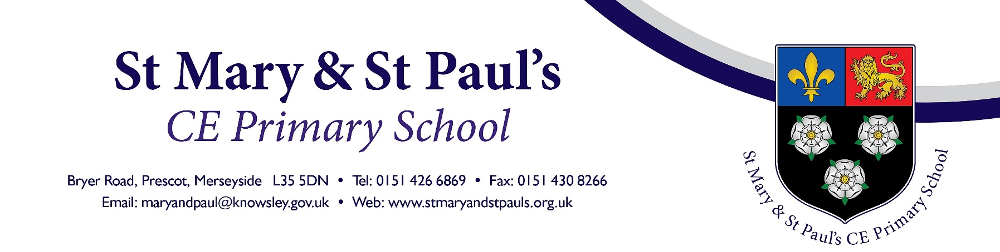 St Mary & St Paul's
CE Primary School
Bryer Road, Prescot, Merseyside L35 5DN • Tel: 0151 426 6869 • Fax: 0151 430 8266
Email: maryandpaul@knowsley.gov.uk • Web: www.stmaryandstpauls.org.uk
St Mary & St Paul's CE Primary School